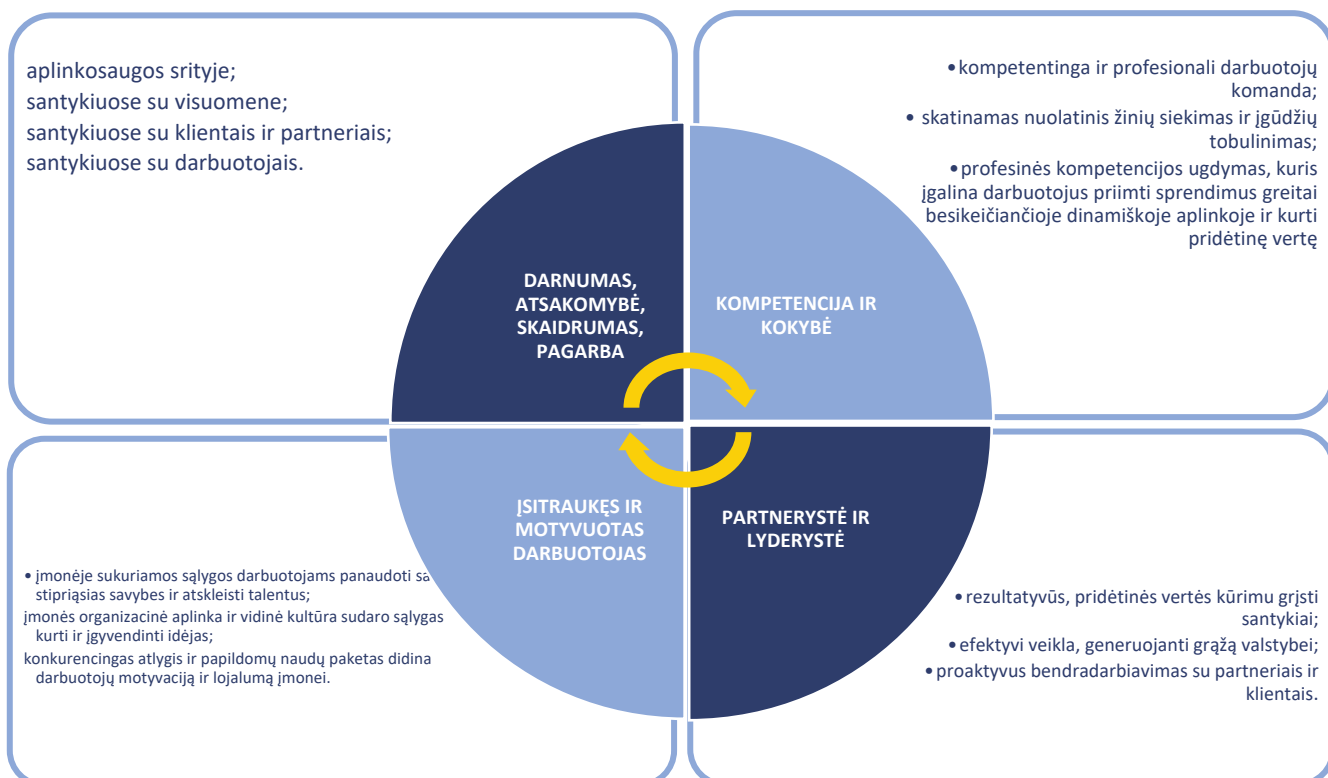 aplinkosaugos srityje;
santykiuose su visuomene;
santykiuose su klientais ir partneriais;
santykiuose su darbuotojais.
•kompetentinga ir profesionali darbuotojų
komanda;
• skatinamas nuolatinis žinių siekimas ir įgūdžių
tobulinimas;
•profesinės kompetencijos ugdymas, kuris
įgalina darbuotojus priimti sprendimus greitai
besikeičiančioje dinamiškoje aplinkoje ir kurti
pridėtinę vertę
DARNUMAS,
ATSAKOMYBĖ,
SKAIDRUMAS,
PAGARBA
KOMPETENCIJA IR
KOKYBĖ
ĮSITRAUKĘS IR
MOTYVUOTAS
DARBUOTOJAS
PARTNERYSTĖ IR
LYDERYSTĖ
• įmonėje sukuriamos sąlygos darbuotojams panaudoti
stipriąsias savybes ir atskleisti talentus;
įmonės organizacinė aplinka ir vidinė kultūra sudaro sąlygas
kurti ir įgyvendinti idėjas;
konkurencingas atlygis ir papildomų naudų paketas didina
darbuotojų motyvaciją ir lojalumą įmonei.
•rezultatyvūs, pridėtinės vertės kūrimu grįsti
santykiai;
•efektyvi veikla, generuojanti grąžą valstybei;
•proaktyvus bendradarbiavimas su partneriais ir
klientais.